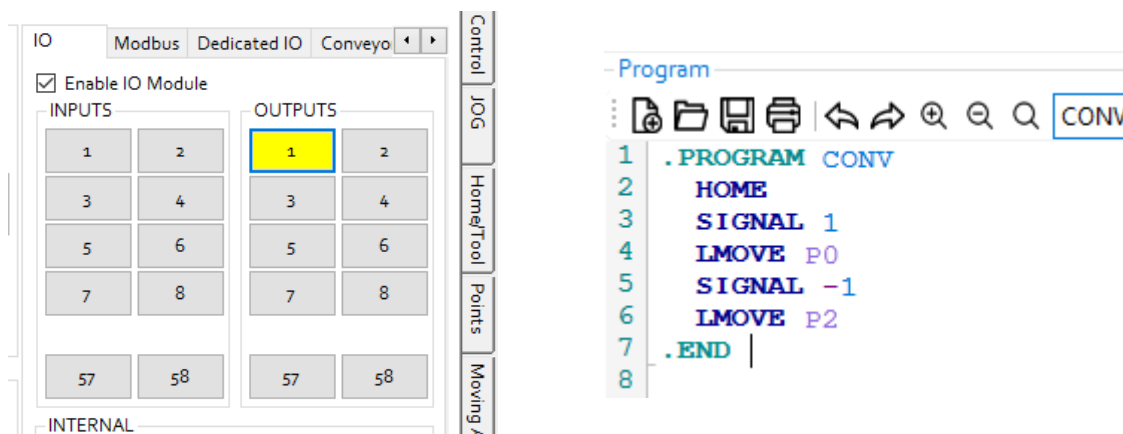 IO Modbus Dedicated IO Conveyo
Enable IO Module
INPUTS
1 2
3 4
5 6
7 8
57 58
OUTPUTS
1 2
3 4
5 6
7 8
57 58
INTERNAL
Control
JOG
Home/Tool
Points
Moving A
Program
CONV
1 .PROGRAM CONV
2 HOME
3 SIGNAL 1
4 LMOVE P0
5 SIGNAL -1
6 LMOVE P2
7 .END
8